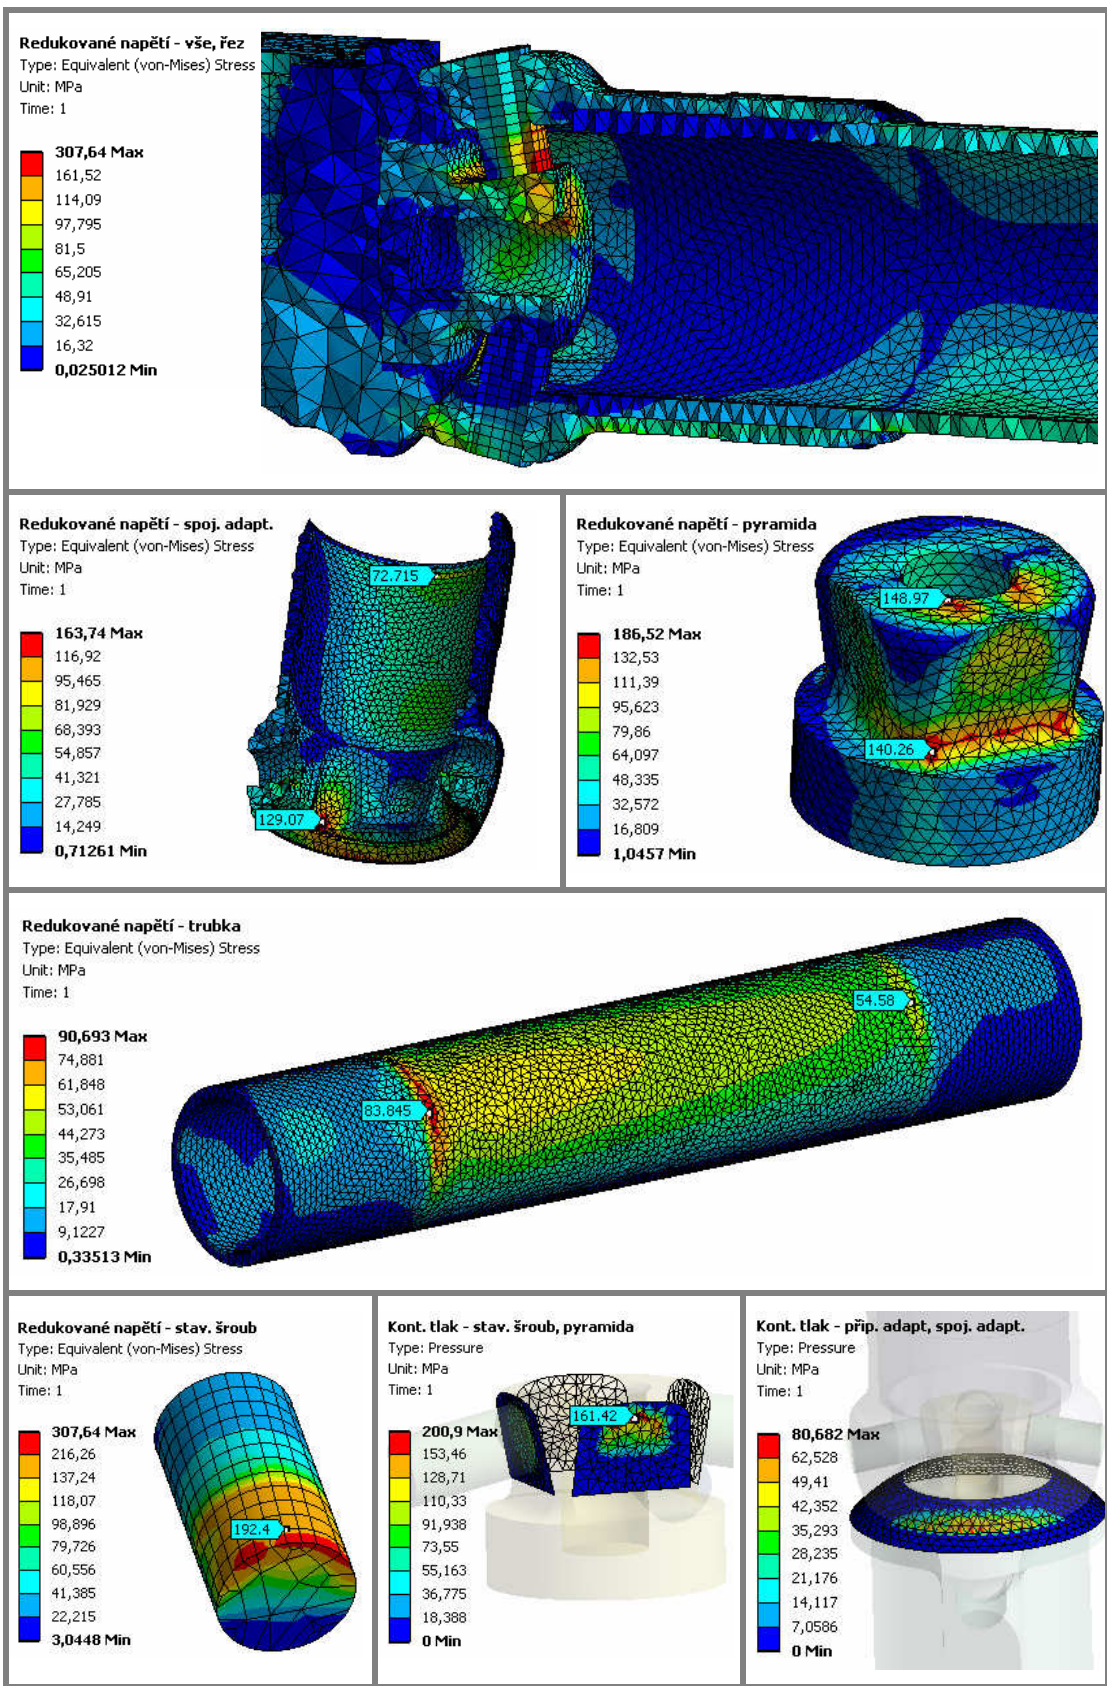 Redukované napětí - vše, řez
Type: Equivalent (von-Mises) Stress
Unit: MPa
Time: 1
307,64 Max
161,52
114,09
97,795
81,5
65,205
48,91
32,615
16,32
0,025012 Min
Redukované napětí - spoj. adapt.
Type: Equivalent (von-Mises) Stress
Unit: MPa
Time: 1
163,74 Max
116,92
95,465
81,929
68,393
54,857
41,321
27,785
14,249
0,71261 Min
72.715
129.07
Redukované napětí - pyramida
Type: Equivalent (von-Mises) Stress
Unit: MPa
Time: 1
186,52 Max
132,53
111,39
95,623
79,86
64,097
48,335
32,572
16,809
1,0457 Min
148.97
140.26
Redukované napětí - trubka
Type: Equivalent (von-Mises) Stress
Unit: MPa
Time: 1
90,693 Max
74,881
61,848
53,061
44,273
35,485
26,698
17,91
9,1227
0,33513 Min
54.58
83.845
Redukované napětí - stav. šroub
Type: Equivalent (von-Mises) Stress
Unit: MPa
Time: 1
307,64 Max
216,26
137,24
118,07
98,896
79,726
60,556
41,385
22,215
3,0448 Min
192.4
Kont. tlak - stav. šroub, pyramida
Type: Pressure
Unit: MPa
Time: 1
200,9 Max
153,46
128,71
110,33
91,938
73,55
55,163
36,775
18,388
0 Min
161.42
Kont. tlak - přip. adapt, spoj. adapt.
Type: Pressure
Unit: MPa
Time: 1
80,682 Max
62,528
49,41
42,352
35,293
28,235
21,176
14,117
7,0586
0 Min